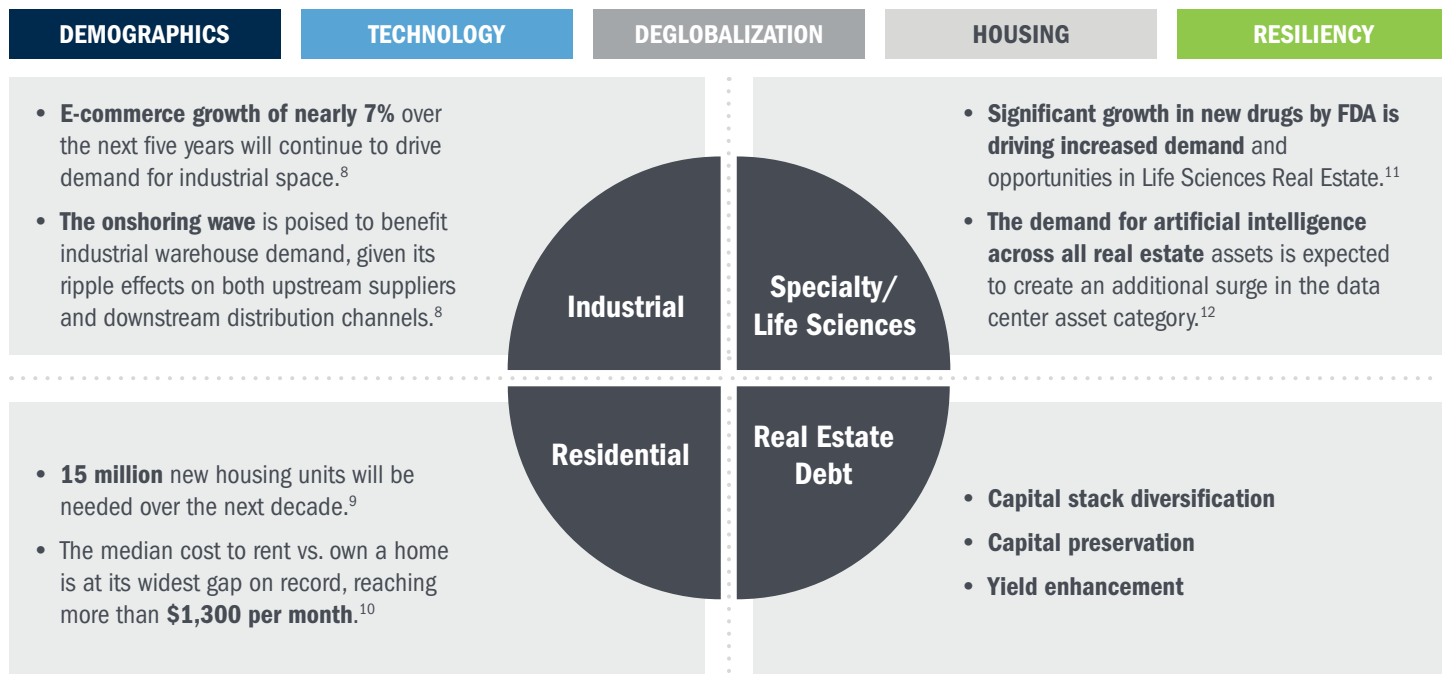 DEMOGRAPHICS
TECHNOLOGY
DEGLOBALIZATION
HOUSING
RESILIENCY
• E-commerce growth of nearly 7% over
the next five years will continue to drive
demand for industrial space.8
• The onshoring wave is poised to benefit
industrial warehouse demand, given its
ripple effects on both upstream suppliers
and downstream distribution channels.8
Industrial
Specialty/
Life Sciences
• Significant growth in new drugs by FDA is
driving increased demand and
opportunities in Life Sciences Real Estate.11
• The demand for artificial intelligence
across all real estate assets is expected
to create an additional surge in the data
center asset category.12
• 15 million new housing units will be
needed over the next decade.9
• The median cost to rent vs. own a home
is at its widest gap on record, reaching
more than $1,300 per month.10
Residential
Real Estate
Debt
• Capital stack diversification
• Capital preservation
• Yield enhancement